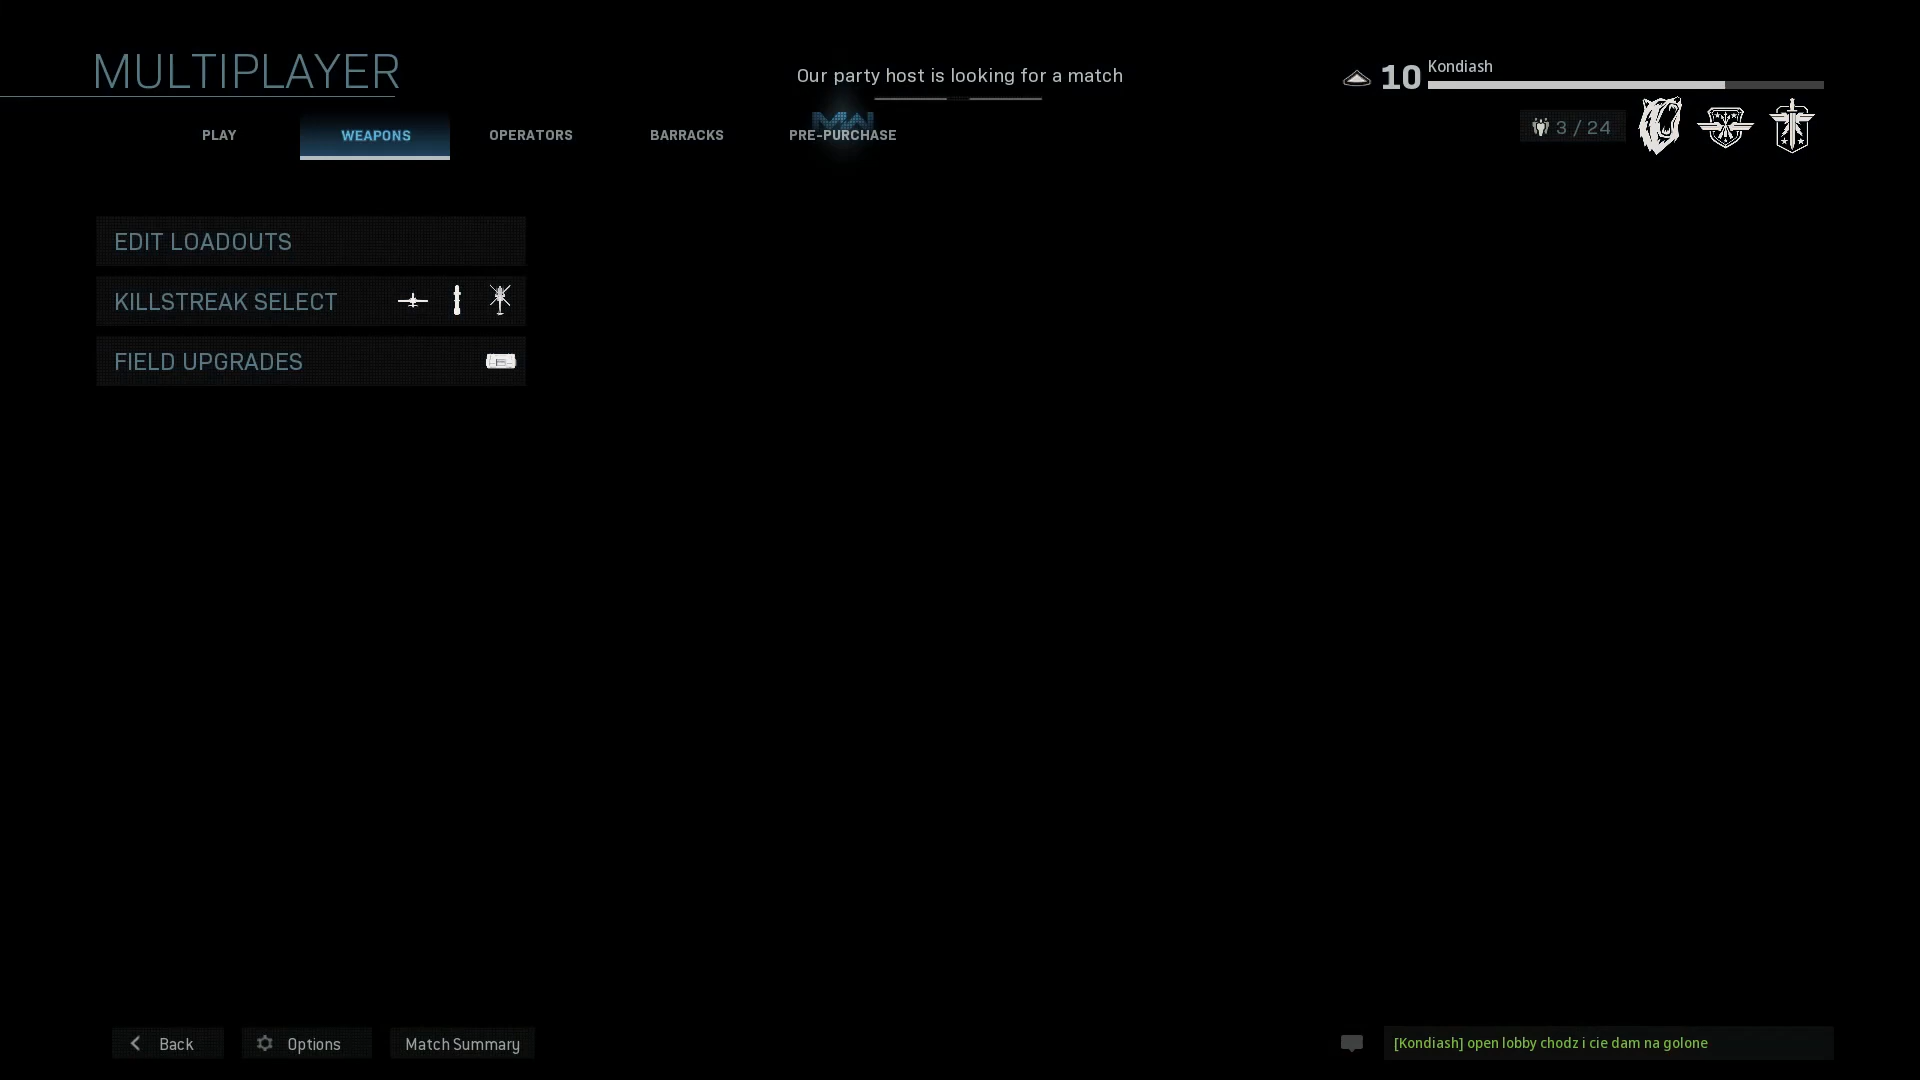 MULTIPLAYER
Our party host is looking for a match
10
Kondiash
PLAY
WEAPONS
OPERATORS
BARRACKS
MW
PRE-PURCHASE
3 / 24
EDIT LOADOUTS
KILLSTREAK SELECT
FIELD UPGRADES
Back
Options
Match Summary
[Kondiash] open lobby chodz i cie dam na golone